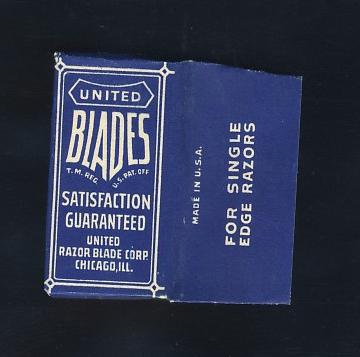 UNITED
BLADES
T.M. REG. U.S. PAT. OFF
SATISFACTION
GUARANTEED
UNITED
RAZOR BLADE CORP.
CHICAGO, ILL.
MADE IN U.S.A.
FOR SINGLE
EDGE RAZORS